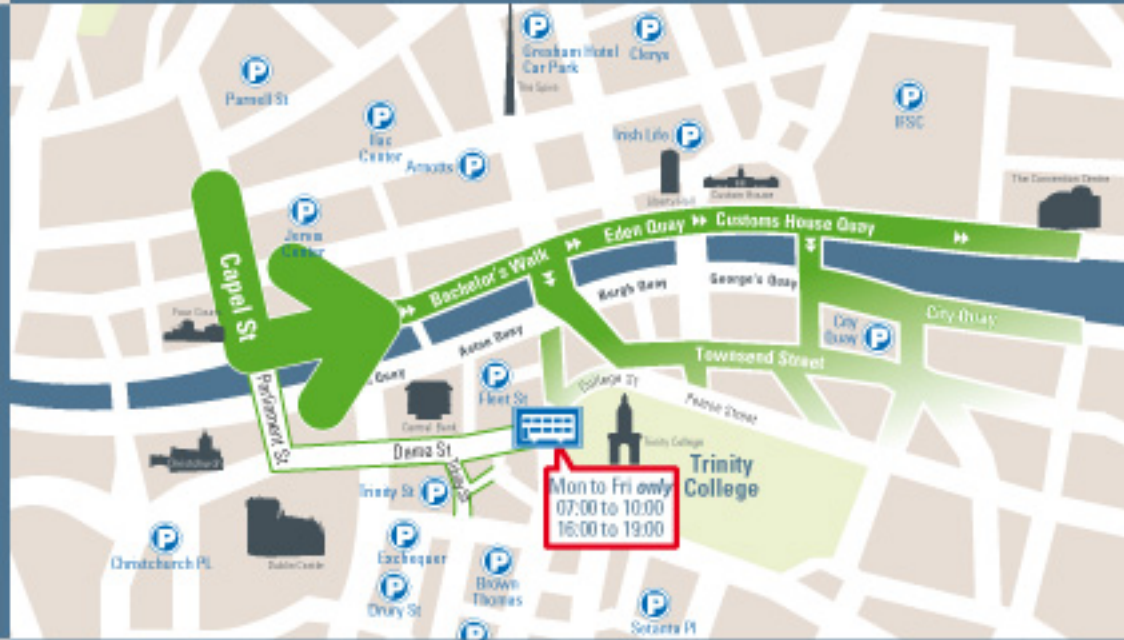 Gresham Hotel
Car Park
Clerys
The Spire
Parnell St
IFSC
Ilac
Center
Irish Life
Arnotts
The Convention Centre
Custom House
Liberty Hall
Jervis
Center
Capel St
Bachelor's Walk
Eden Quay
Customs House Quay
Burgh Quay
George's Quay
City Quay
Aston Quay
City
Quay
Townsend Street
Quay
Parliament St
Fleet St
College St
Pearse Street
Central Bank
Dame St
Trinity College
Trinity
College
Christchurch
Trinity St
Mon to Fri only
07:00 to 10:00
16:00 to 19:00
Christchurch Pl.
Dublin Castle
Exchequer
Brown
Thomas
Drury St
Setanta Pl